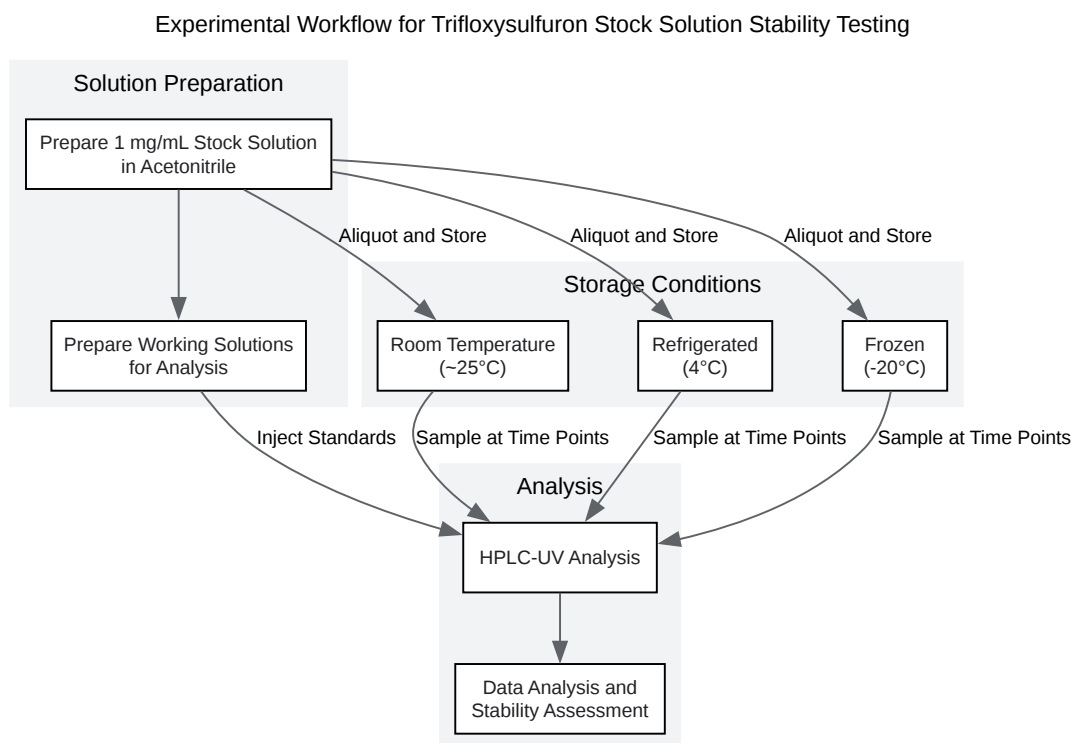 Experimental Workflow for Trifloxysulfuron Stock Solution Stability Testing
Solution Preparation
Prepare 1 mg/mL Stock Solution
in Acetonitrile
Aliquot and Store
Aliquot and Store
Aliquot and Store
Storage Conditions
Prepare Working Solutions
for Analysis
Room Temperature
(~25°C)
Refrigerated
(4°C)
Frozen
(-20°C)
Inject Standards
Sample at Time Points
Sample at Time Points
Sample at Time Points
Analysis
HPLC-UV Analysis
Data Analysis and
Stability Assessment